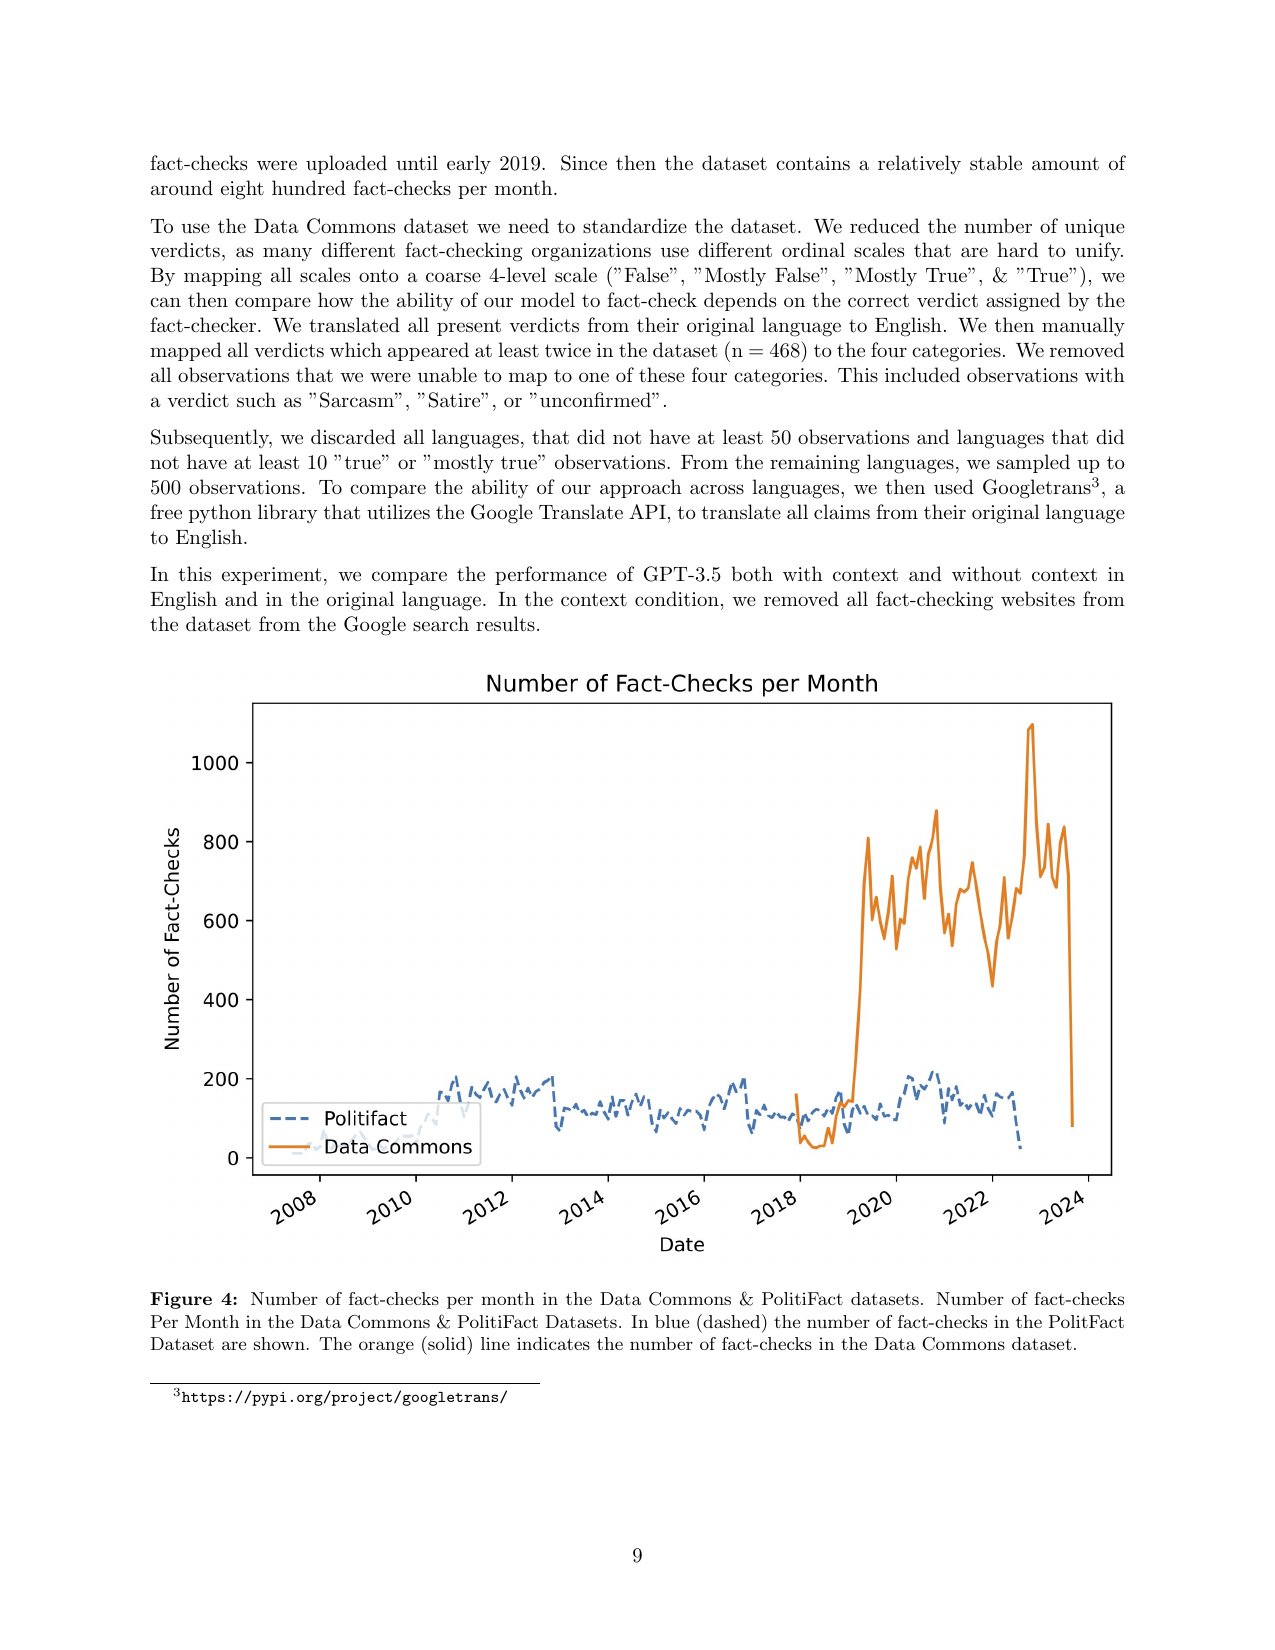 fact-checks were uploaded until early 2019. Since then the dataset contains a relatively stable amount of
around eight hundred fact-checks per month.
To use the Data Commons dataset we need to standardize the dataset. We reduced the number of unique
verdicts, as many different fact-checking organizations use different ordinal scales that are hard to unify.
By mapping all scales onto a coarse 4-level scale (”False”, ”Mostly False”, ”Mostly True”, & ”True”), we
can then compare how the ability of our model to fact-check depends on the correct verdict assigned by the
fact-checker. We translated all present verdicts from their original language to English. We then manually
mapped all verdicts which appeared at least twice in the dataset (n = 468) to the four categories. We removed
all observations that we were unable to map to one of these four categories. This included observations with
a verdict such as ”Sarcasm”, ”Satire”, or ”unconfirmed”.
Subsequently, we discarded all languages, that did not have at least 50 observations and languages that did
not have at least 10 ”true” or ”mostly true” observations. From the remaining languages, we sampled up to
500 observations. To compare the ability of our approach across languages, we then used Googletrans³, a
free python library that utilizes the Google Translate API, to translate all claims from their original language
to English.
In this experiment, we compare the performance of GPT-3.5 both with context and without context in
English and in the original language. In the context condition, we removed all fact-checking websites from
the dataset from the Google search results.
Number of Fact-Checks per Month
Number of Fact-Checks
1000
800
600
400
200
0
Politifact
Data Commons
2008
2010
2012
2014
2016
2018
2020
2022
2024
Date
Figure 4: Number of fact-checks per month in the Data Commons & PolitiFact datasets. Number of fact-checks
Per Month in the Data Commons & PolitiFact Datasets. In blue (dashed) the number of fact-checks in the PolitFact
Dataset are shown. The orange (solid) line indicates the number of fact-checks in the Data Commons dataset.
³https://pypi.org/project/googletrans/
9